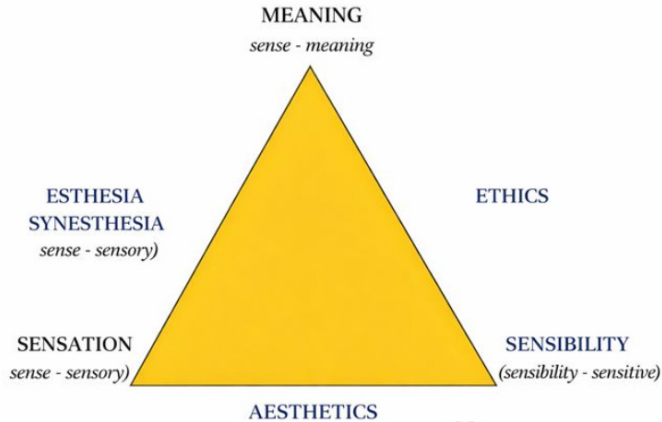 MEANING
sense - meaning
ESTHESIA
SYNESTHESIA
sense - sensory)
ETHICS
SENSATION
sense - sensory)
SENSIBILITY
(sensibility - sensitive)
AESTHETICS